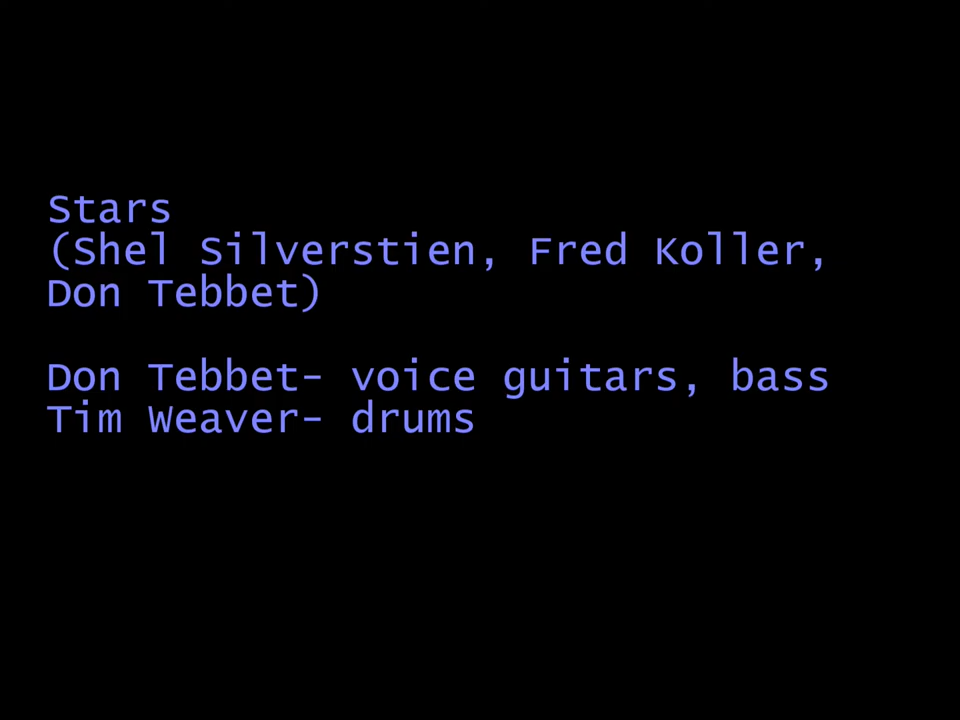 Stars
(Shel Silverstien, Fred Koller,
Don Tebbet)
Don Tebbet- voice guitars, bass
Tim Weaver- drums